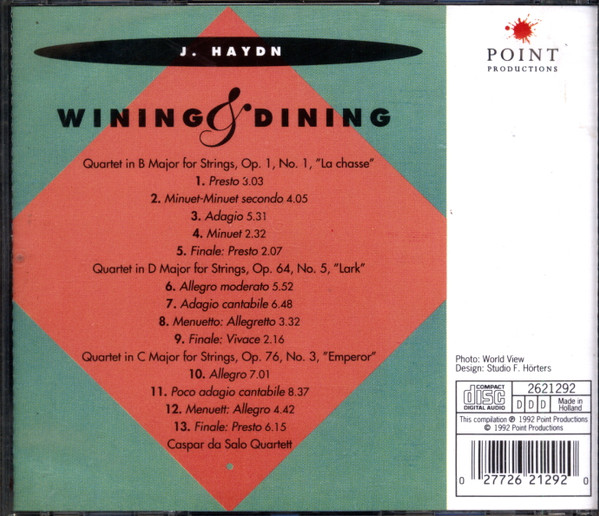 J. HAYDN
POINT
PRODUCTIONS
WINING & DINING
Quartet in B Major for Strings, Op. 1, No. 1, "La chasse"
1. Presto 3.03
2. Minuet-Minuet secondo 4.05
3. Adagio 5.31
4. Minuet 2.32
5. Finale: Presto 2.07
Quartet in D Major for Strings, Op. 64, No. 5, "Lark"
6. Allegro moderato 5.52
7. Adagio cantabile 6.48
8. Menuetto: Allegretto 3.32
9. Finale: Vivace 2.16
Quartet in C Major for Strings, Op. 76, No. 3, "Emperor"
10. Allegro 7.01
11. Poco adagio cantabile 8.37
12. Menuett: Allegro 4.42
13. Finale: Presto 6.15
Caspar da Salo Quartett
Photo: World View
Design: Studio F. Hörters
COMPACT
disc
DIGITAL AUDIO
2621292
DDD
Made in
Holland
This compilation ℗ 1992 Point Productions
© 1992 Point Productions
0 27726 21292 0